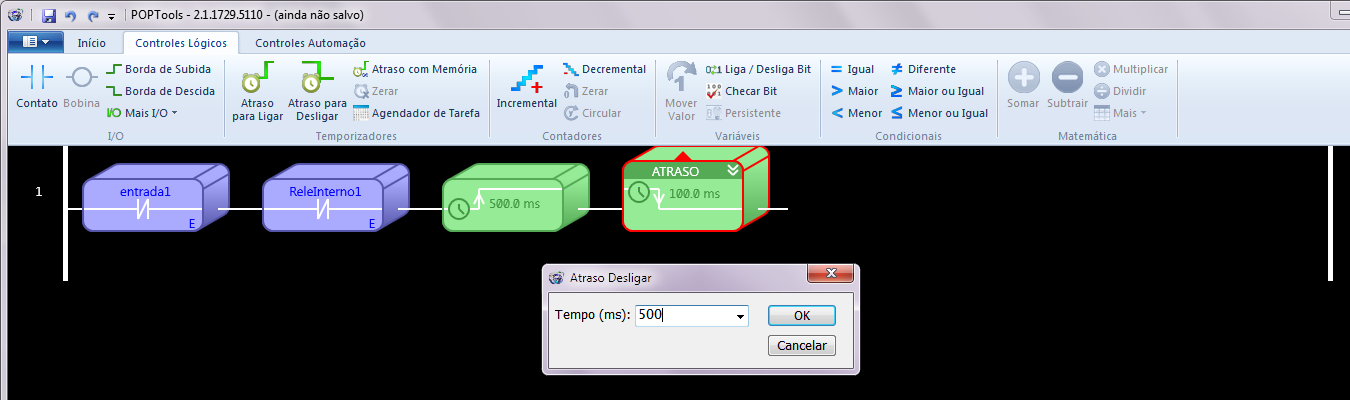 POPTools - 2.1.1729.5110 - (ainda não salvo)
Início Controles Lógicos Controles Automação
Contato
Bobina
Borda de Subida
Borda de Descida
Mais I/O
I/O
Atraso para Ligar
Atraso para Desligar
Atraso com Memória
Zerar
Agendador de Tarefa
Temporizadores
Incremental
Decremental
Zerar
Circular
Contadores
Mover Valor
Liga / Desliga Bit
Checar Bit
Persistente
Variáveis
= Igual
≠ Diferente
> Maior
≥ Maior ou Igual
< Menor
≤ Menor ou Igual
Condicionais
Somar
Subtrair
Multiplicar
Dividir
Mais
Matemática
1
entrada1
E
ReleInterno1
E
500.0 ms
ATRASO
100.0 ms
Atraso Desligar
Tempo (ms): 500
OK
Cancelar